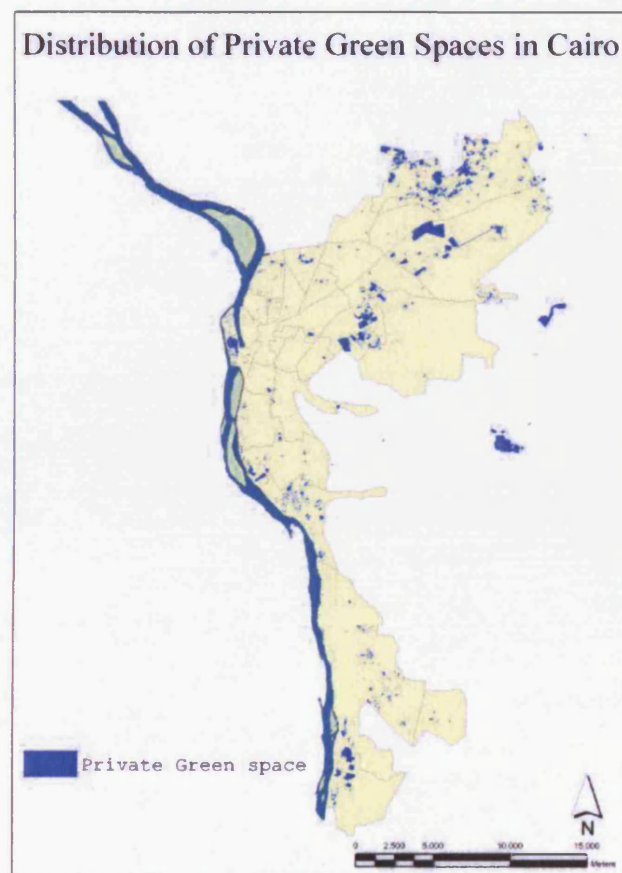 Distribution of Private Green Spaces in Cairo
Private Green space
N
0 2,500 5,000 10,000 15,000
Meters